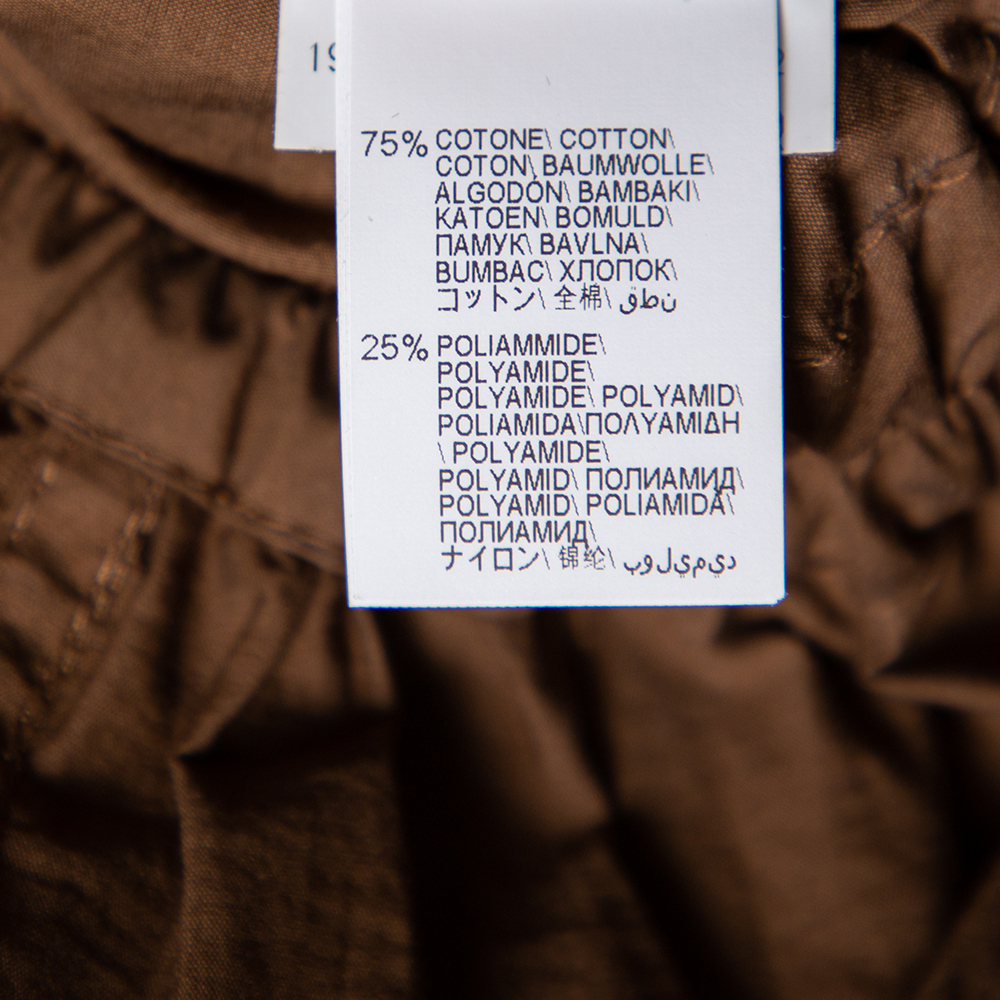 19
75% COTONE\ COTTON\
COTON\ BAUMWOLLE\
ALGODÓN\ BAMBAKI\
KATOEN\ BOMULD\
ПАМУК\ BAVLNA\
BUMBAC\ ХЛОПОК\
コットン\ 全棉\ قطن
25% POLIAMMIDE\
POLYAMIDE\
POLYAMIDE\ POLYAMID\
POLIAMIDA\ΠΟΛΥΑΜΙΔΗ
\ POLYAMIDE\
POLYAMID\ ПОЛИАМИД\
POLYAMID\ POLIAMIDĂ\
ПОЛИАМИД\
ナイロン\ 锦纶\ بوليميد